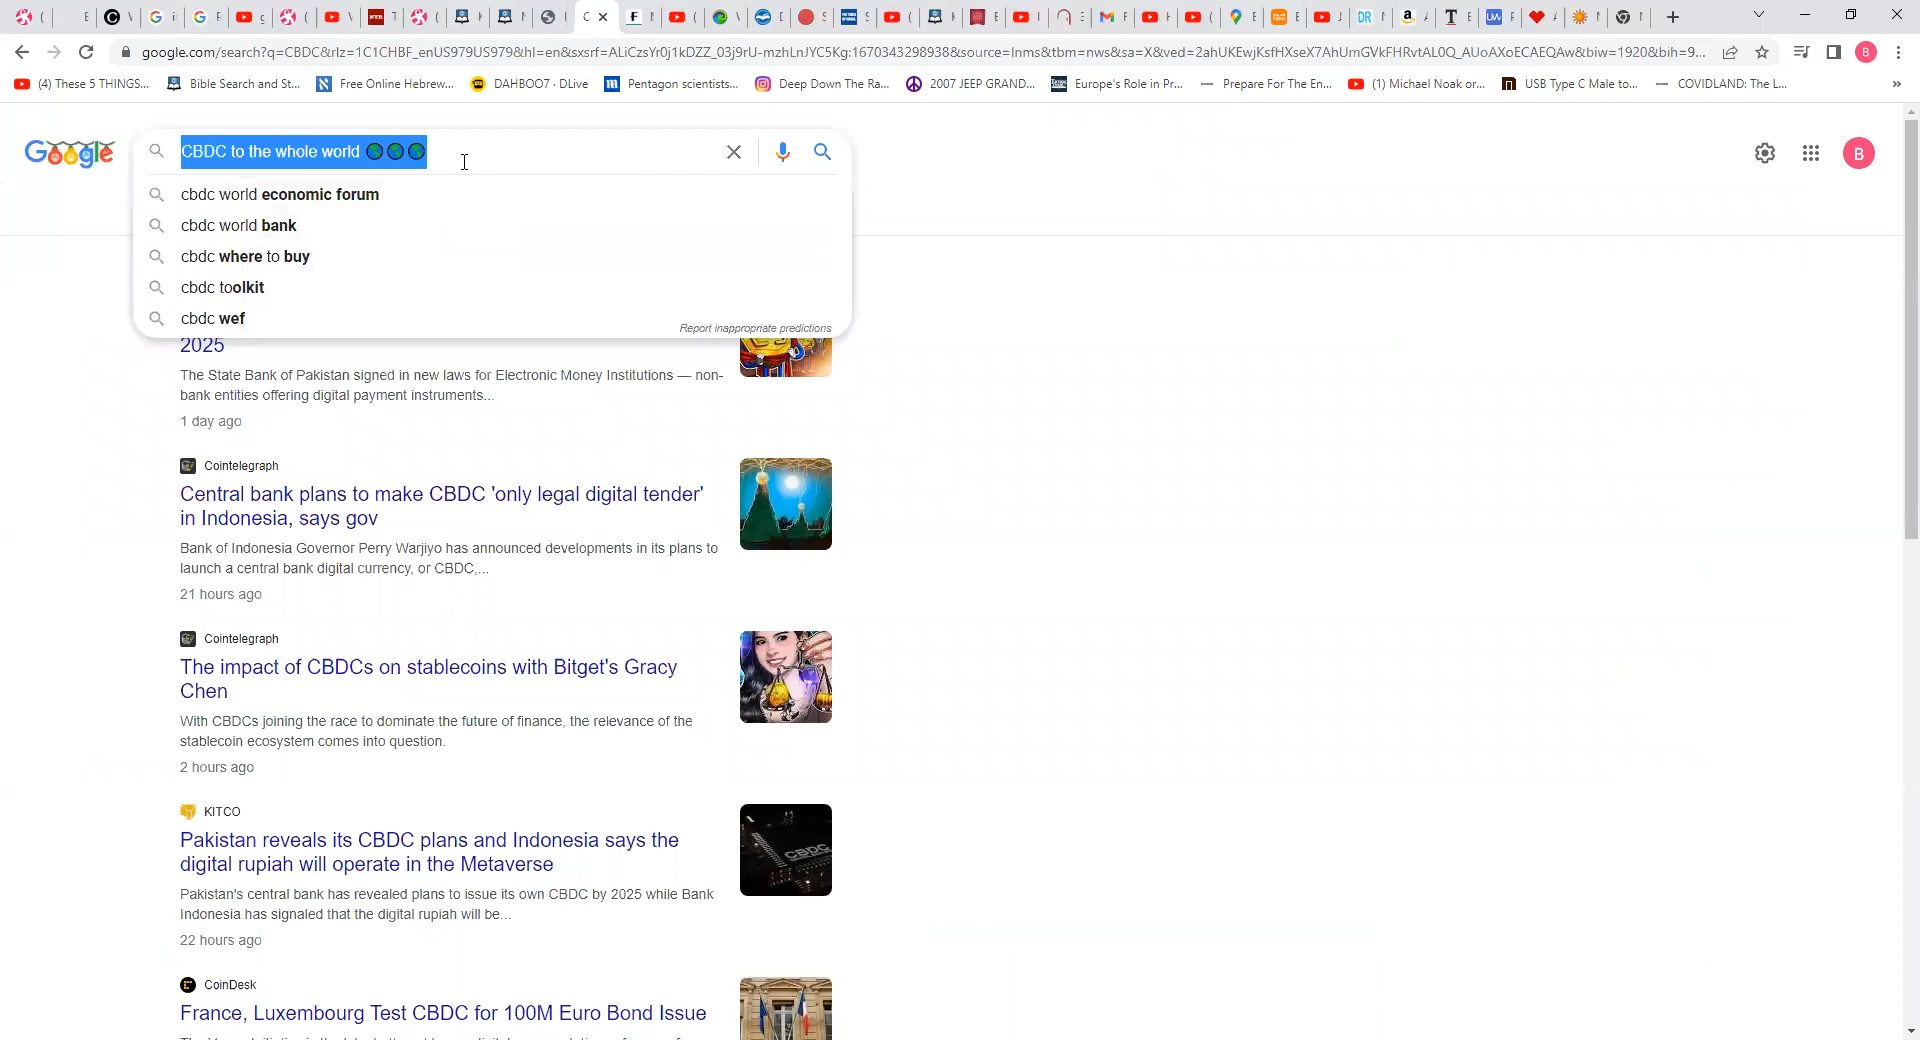 google.com/search?q=CBDC&rlz=1C1CHBF_enUS979US979&hl=en&sxsrf=ALiCzsYr0j1kDZZ_03j9rU-mzhLnJYC5Kg:1670343298938&source=lnms&tbm=nws&sa=X&ved=2ahUKEwjKsfHXseX7AhUmGVkFHRvtAL0Q_AUoAXoECAEQAw&biw=1920&bih=9...
B
(4) These 5 THINGS...
Bible Search and St...
Free Online Hebrew...
DAHBOO7 · DLive
Pentagon scientists...
Deep Down The Ra...
2007 JEEP GRAND...
Europe's Role in Pr...
Prepare For The En...
(1) Michael Noak or...
USB Type C Male to...
COVIDLAND: The L...
»
Google
CBDC to the whole world 🌎🌎🌎
B
cbdc world economic forum
cbdc world bank
cbdc where to buy
cbdc toolkit
cbdc wef
Report inappropriate predictions
2025
The State Bank of Pakistan signed in new laws for Electronic Money Institutions — non-
bank entities offering digital payment instruments...
1 day ago
Cointelegraph
Central bank plans to make CBDC 'only legal digital tender'
in Indonesia, says gov
Bank of Indonesia Governor Perry Warjiyo has announced developments in its plans to
launch a central bank digital currency, or CBDC,...
21 hours ago
Cointelegraph
The impact of CBDCs on stablecoins with Bitget's Gracy
Chen
With CBDCs joining the race to dominate the future of finance, the relevance of the
stablecoin ecosystem comes into question.
2 hours ago
KITCO
Pakistan reveals its CBDC plans and Indonesia says the
digital rupiah will operate in the Metaverse
Pakistan's central bank has revealed plans to issue its own CBDC by 2025 while Bank
Indonesia has signaled that the digital rupiah will be...
22 hours ago
CBDC
CoinDesk
France, Luxembourg Test CBDC for 100M Euro Bond Issue